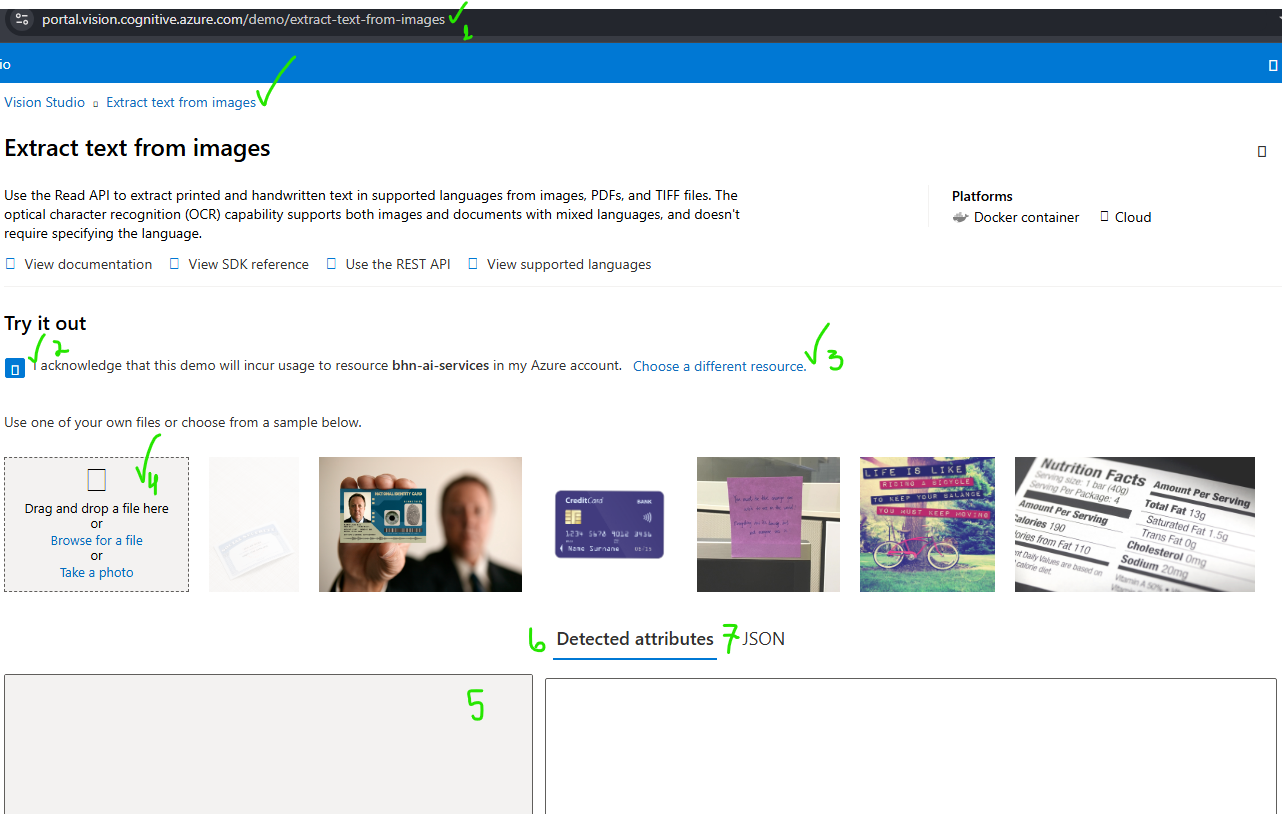 portal.vision.cognitive.azure.com/demo/extract-text-from-images
1
io
Vision Studio Extract text from images
Extract text from images
Use the Read API to extract printed and handwritten text in supported languages from images, PDFs, and TIFF files. The
optical character recognition (OCR) capability supports both images and documents with mixed languages, and doesn't
require specifying the language.
Platforms
Docker container Cloud
View documentation View SDK reference Use the REST API View supported languages
Try it out
2
I acknowledge that this demo will incur usage to resource bhn-ai-services in my Azure account. Choose a different resource.
3
Use one of your own files or choose from a sample below.
4
Drag and drop a file here
or
Browse for a file
or
Take a photo
NATIONAL IDENTITY CARD
CreditCard BANK
1234 5678 9012 3456
Name Surname
LIFE IS LIKE
RIDING A BICYCLE
TO KEEP YOUR BALANCE
YOU MUST KEEP MOVING
Nutrition Facts
Serving size: 1 bar (40g)
Serving Per Package: 4
Amount Per Serving
Calories 190
ories from Fat 110
nt Daily Values are based on
calorie diet.
Amount Per Serving
Total Fat 13g
Saturated Fat 1.5g
Trans Fat 0g
Cholesterol 0mg
Sodium 20mg
Vitamin A 50%
6 Detected attributes 7 JSON
5